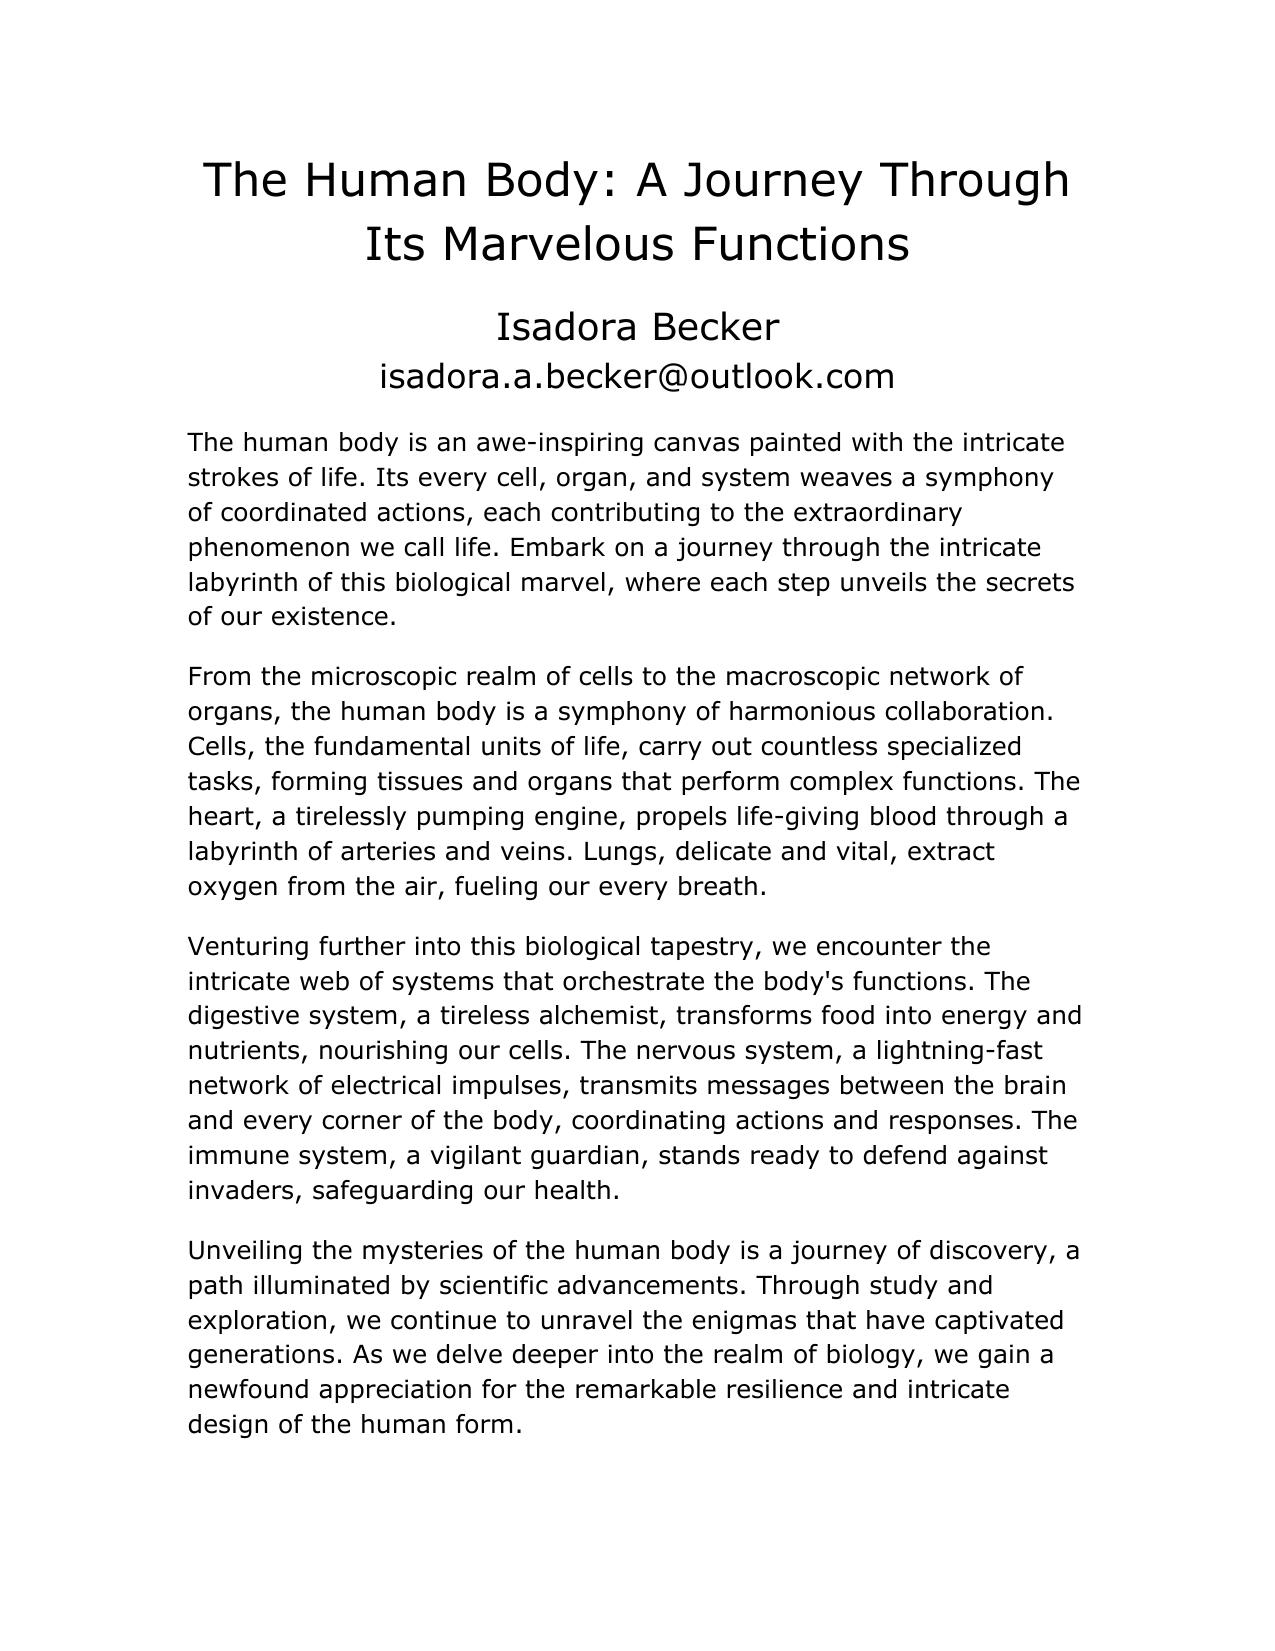 The Human Body: A Journey Through
Its Marvelous Functions
Isadora Becker
isadora.a.becker@outlook.com
The human body is an awe-inspiring canvas painted with the intricate
strokes of life. Its every cell, organ, and system weaves a symphony
of coordinated actions, each contributing to the extraordinary
phenomenon we call life. Embark on a journey through the intricate
labyrinth of this biological marvel, where each step unveils the secrets
of our existence.
From the microscopic realm of cells to the macroscopic network of
organs, the human body is a symphony of harmonious collaboration.
Cells, the fundamental units of life, carry out countless specialized
tasks, forming tissues and organs that perform complex functions. The
heart, a tirelessly pumping engine, propels life-giving blood through a
labyrinth of arteries and veins. Lungs, delicate and vital, extract
oxygen from the air, fueling our every breath.
Venturing further into this biological tapestry, we encounter the
intricate web of systems that orchestrate the body's functions. The
digestive system, a tireless alchemist, transforms food into energy and
nutrients, nourishing our cells. The nervous system, a lightning-fast
network of electrical impulses, transmits messages between the brain
and every corner of the body, coordinating actions and responses. The
immune system, a vigilant guardian, stands ready to defend against
invaders, safeguarding our health.
Unveiling the mysteries of the human body is a journey of discovery, a
path illuminated by scientific advancements. Through study and
exploration, we continue to unravel the enigmas that have captivated
generations. As we delve deeper into the realm of biology, we gain a
newfound appreciation for the remarkable resilience and intricate
design of the human form.